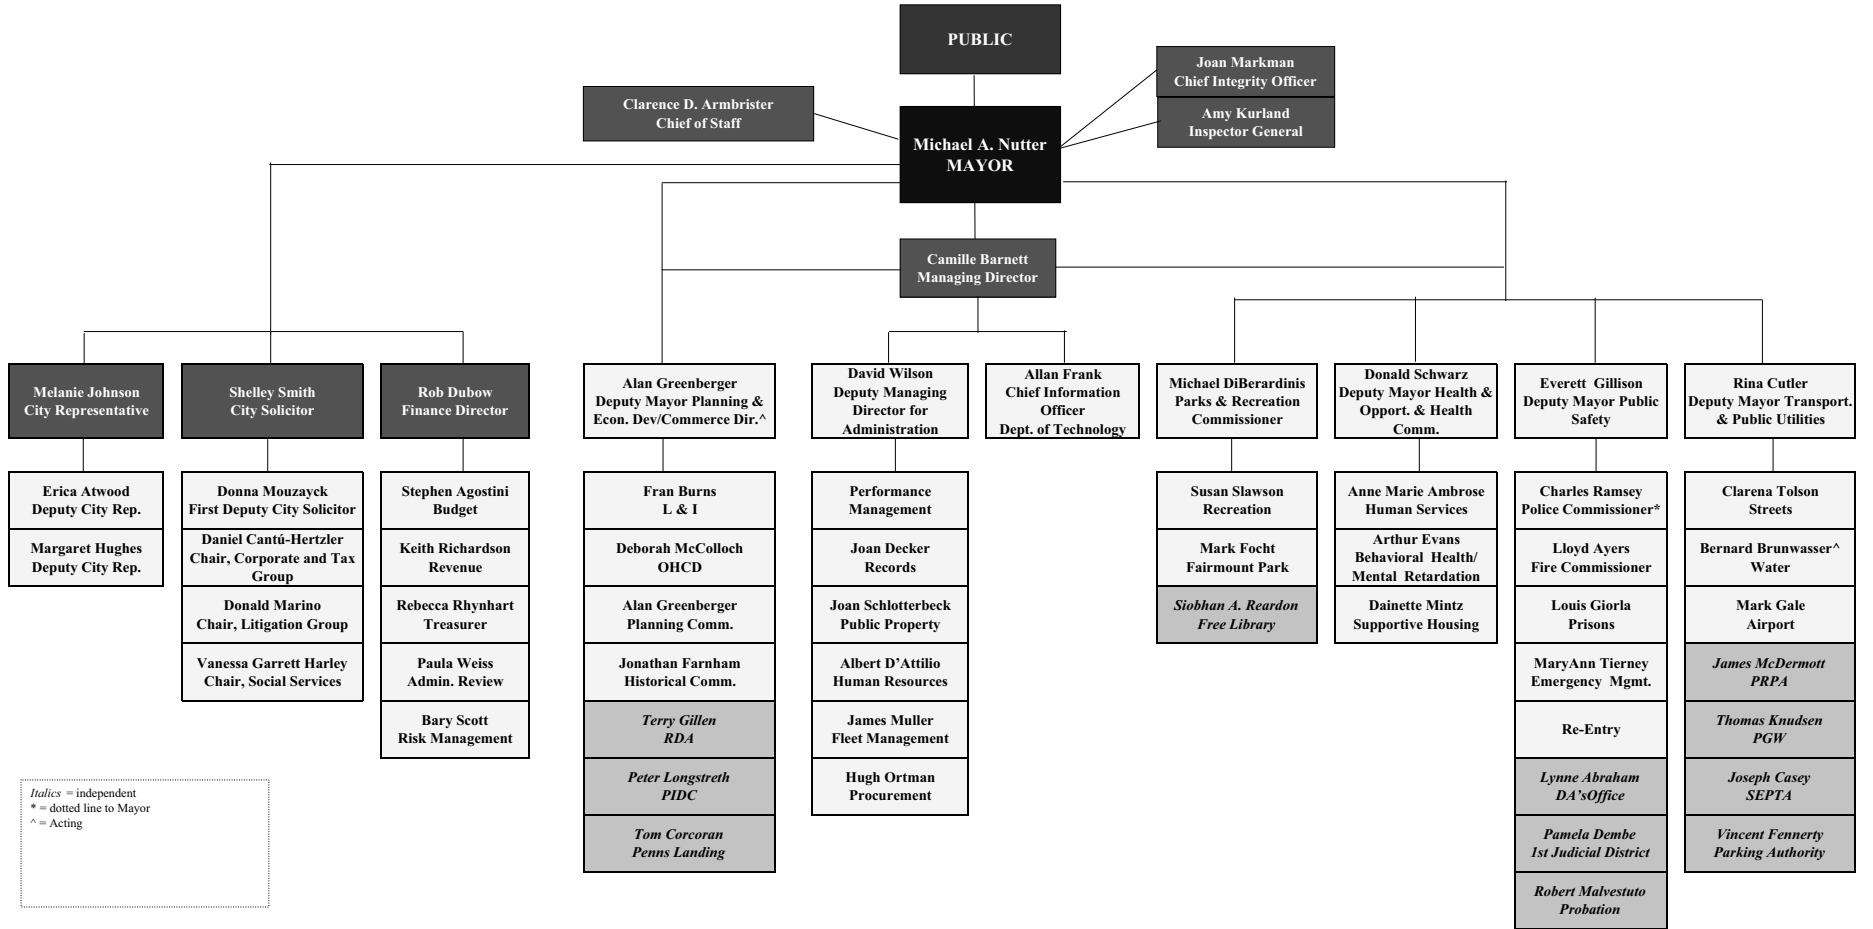 PUBLIC
Joan Markman
Chief Integrity Officer
Amy Kurland
Inspector General
Clarence D. Armbrister
Chief of Staff
Michael A. Nutter
MAYOR
Camille Barnett
Managing Director
Melanie Johnson
City Representative
Erica Atwood
Deputy City Rep.
Margaret Hughes
Deputy City Rep.
Shelley Smith
City Solicitor
Donna Mouzayck
First Deputy City Solicitor
Daniel Cantú-Hertzler
Chair, Corporate and Tax
Group
Donald Marino
Chair, Litigation Group
Vanessa Garrett Harley
Chair, Social Services
Rob Dubow
Finance Director
Stephen Agostini
Budget
Keith Richardson
Revenue
Rebecca Rhynhart
Treasurer
Paula Weiss
Admin. Review
Bary Scott
Risk Management
Alan Greenberger
Deputy Mayor Planning &
Econ. Dev/Commerce Dir.^
Fran Burns
L & I
Deborah McColloch
OHCD
Alan Greenberger
Planning Comm.
Jonathan Farnham
Historical Comm.
Terry Gillen
RDA
Peter Longstreth
PIDC
Tom Corcoran
Penns Landing
David Wilson
Deputy Managing
Director for
Administration
Performance
Management
Joan Decker
Records
Joan Schlotterbeck
Public Property
Albert D’Attilio
Human Resources
James Muller
Fleet Management
Hugh Ortman
Procurement
Allan Frank
Chief Information
Officer
Dept. of Technology
Michael DiBerardinis
Parks & Recreation
Commissioner
Susan Slawson
Recreation
Mark Focht
Fairmount Park
Siobhan A. Reardon
Free Library
Donald Schwarz
Deputy Mayor Health &
Opport. & Health
Comm.
Anne Marie Ambrose
Human Services
Arthur Evans
Behavioral Health/
Mental Retardation
Dainette Mintz
Supportive Housing
Everett Gillison
Deputy Mayor Public
Safety
Charles Ramsey
Police Commissioner*
Lloyd Ayers
Fire Commissioner
Louis Giorla
Prisons
MaryAnn Tierney
Emergency Mgmt.
Re-Entry
Lynne Abraham
DA’sOffice
Pamela Dembe
1st Judicial District
Robert Malvestuto
Probation
Rina Cutler
Deputy Mayor Transport.
& Public Utilities
Clarena Tolson
Streets
Bernard Brunwasser^
Water
Mark Gale
Airport
James McDermott
PRPA
Thomas Knudsen
PGW
Joseph Casey
SEPTA
Vincent Fennerty
Parking Authority
Italics = independent
* = dotted line to Mayor
^ = Acting